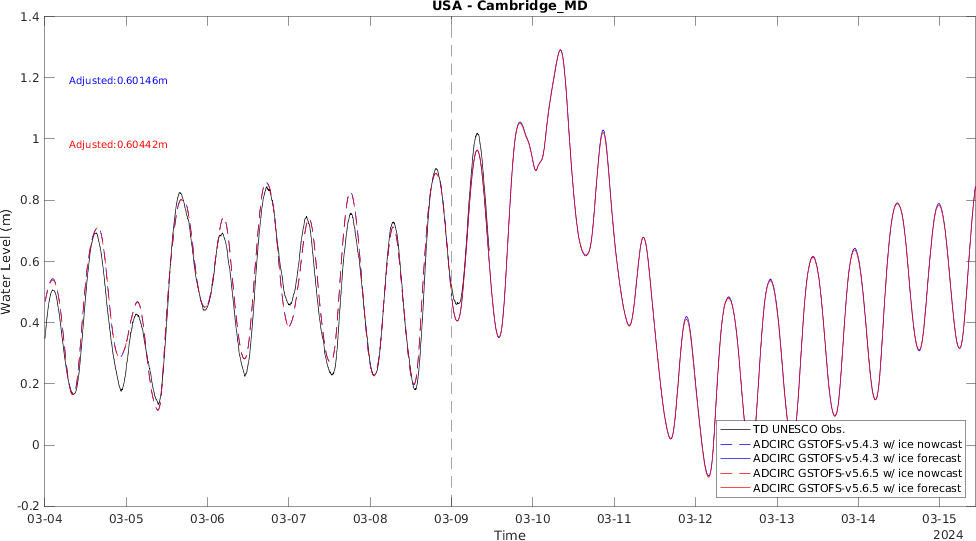 USA - Cambridge_MD
1.4
1.2
1
0.8
0.6
0.4
0.2
0
-0.2
Water Level (m)
Adjusted:0.60146m
Adjusted:0.60442m
TD UNESCO Obs.
ADCIRC GSTOFS-v5.4.3 w/ ice nowcast
ADCIRC GSTOFS-v5.4.3 w/ ice forecast
ADCIRC GSTOFS-v5.6.5 w/ ice nowcast
ADCIRC GSTOFS-v5.6.5 w/ ice forecast
03-04 03-05 03-06 03-07 03-08 03-09 03-10 03-11 03-12 03-13 03-14 03-15
Time
2024